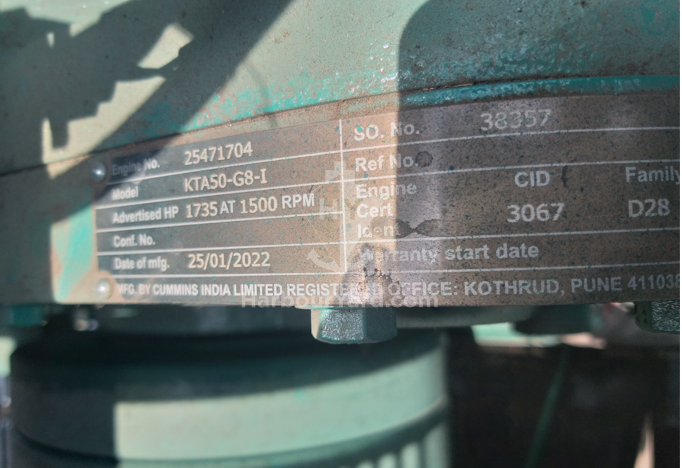 Engine No. 25471704
Model KTA50-G8-I
Advertised HP 1735 AT 1500 RPM
Conf. No.
Date of mfg. 25/01/2022
SO. No. 38357
Ref No.
Engine CID Family
Cert 3067 D28
Iden
Warranty start date
MFG. BY CUMMINS INDIA LIMITED REGISTERED OFFICE: KOTHRUD, PUNE 411038